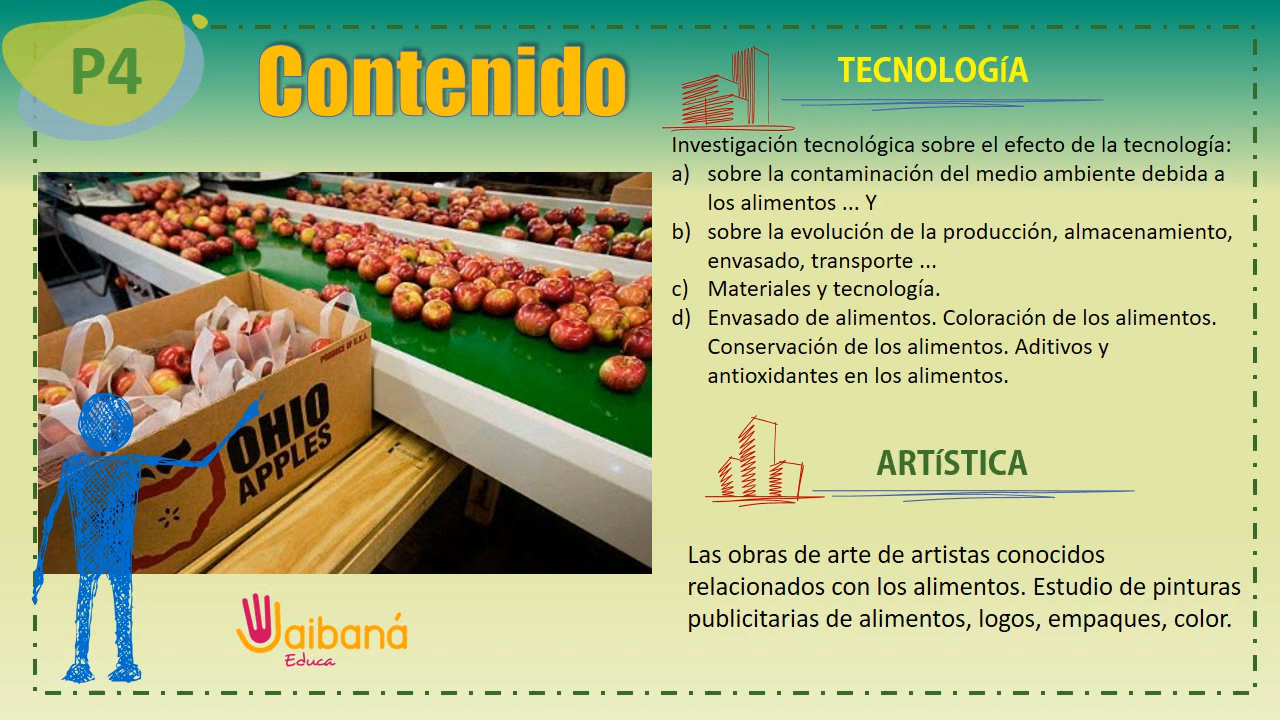 P4
Contenido
TECNOLOGíA
Investigación tecnológica sobre el efecto de la tecnología:
a) sobre la contaminación del medio ambiente debida a
los alimentos ... Y
b) sobre la evolución de la producción, almacenamiento,
envasado, transporte ...
c) Materiales y tecnología.
d) Envasado de alimentos. Coloración de los alimentos.
Conservación de los alimentos. Aditivos y
antioxidantes en los alimentos.
PRODUCE OF U.S.A.
OHIO
APPLES
ARTíSTICA
Las obras de arte de artistas conocidos
relacionados con los alimentos. Estudio de pinturas
publicitarias de alimentos, logos, empaques, color.
Jaibaná
Educa